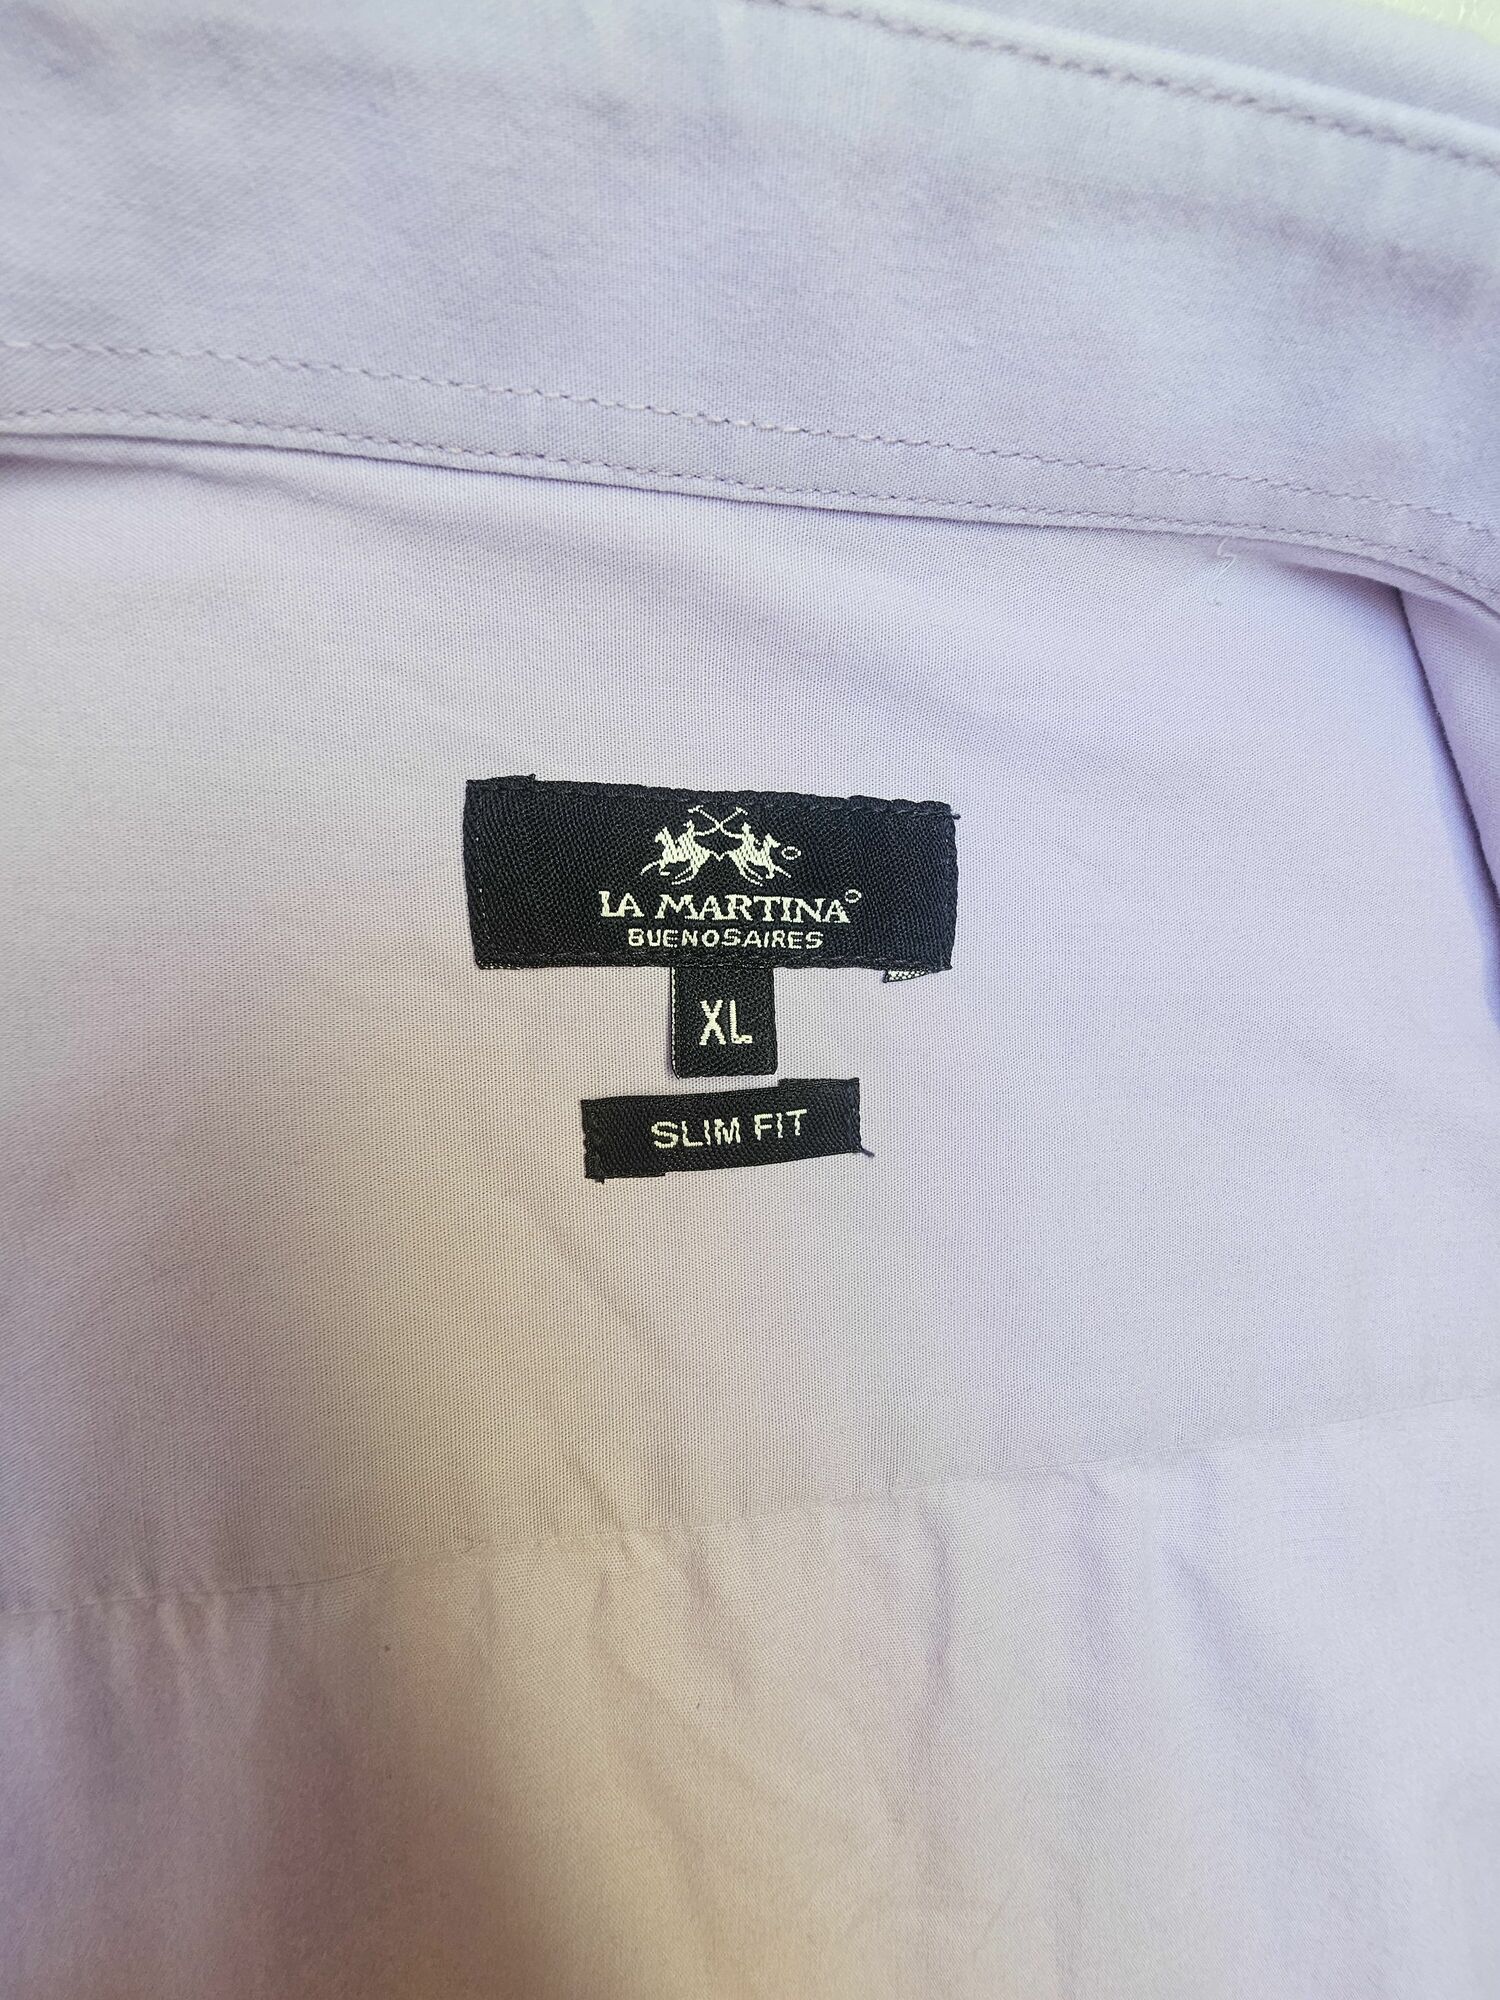 LA MARTINA
BUENOSAIRES
XL
SLIM FIT